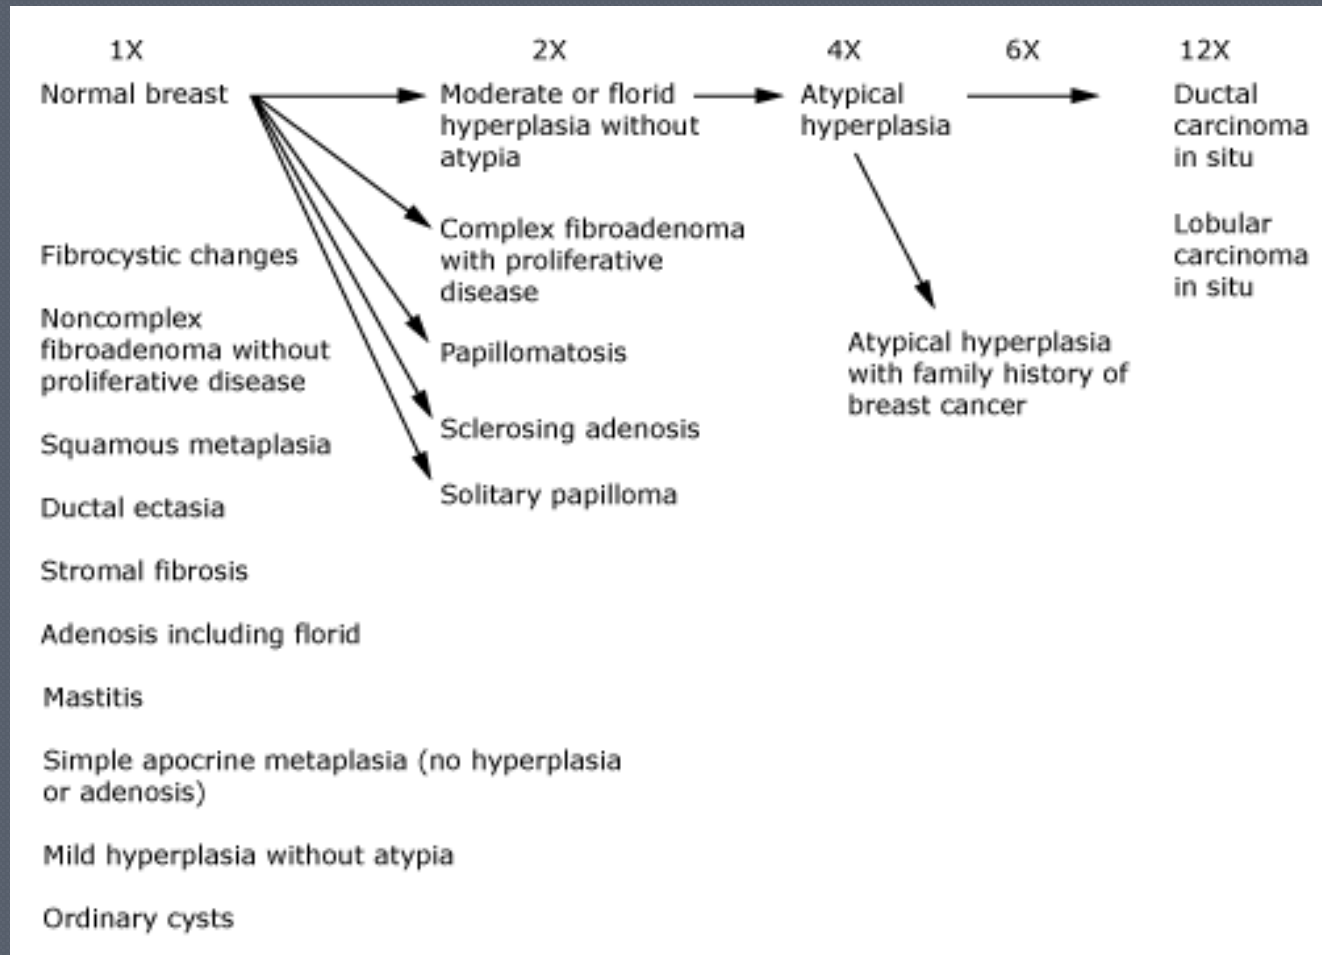 1X
2X
4X
6X
12X
Normal breast
Moderate or florid
hyperplasia without
atypia
Atypical
hyperplasia
Ductal
carcinoma
in situ
Fibrocystic changes
Complex fibroadenoma
with proliferative
disease
Lobular
carcinoma
in situ
Noncomplex
fibroadenoma without
proliferative disease
Papillomatosis
Atypical hyperplasia
with family history of
breast cancer
Squamous metaplasia
Sclerosing adenosis
Ductal ectasia
Solitary papilloma
Stromal fibrosis
Adenosis including florid
Mastitis
Simple apocrine metaplasia (no hyperplasia
or adenosis)
Mild hyperplasia without atypia
Ordinary cysts